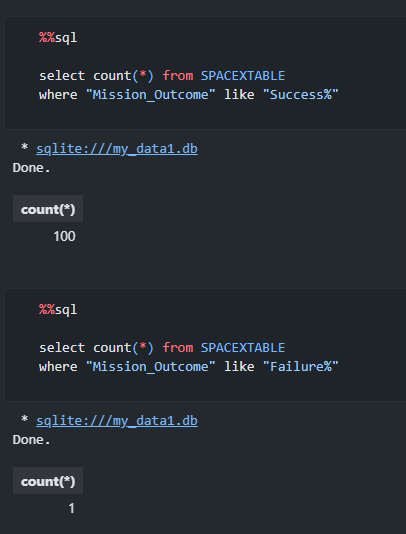 %%sql
select count(*) from SPACEXTABLE
where "Mission_Outcome" like "Success%"
* sqlite:///my_data1.db
Done.
count(*)
100
%%sql
select count(*) from SPACEXTABLE
where "Mission_Outcome" like "Failure%"
* sqlite:///my_data1.db
Done.
count(*)
1